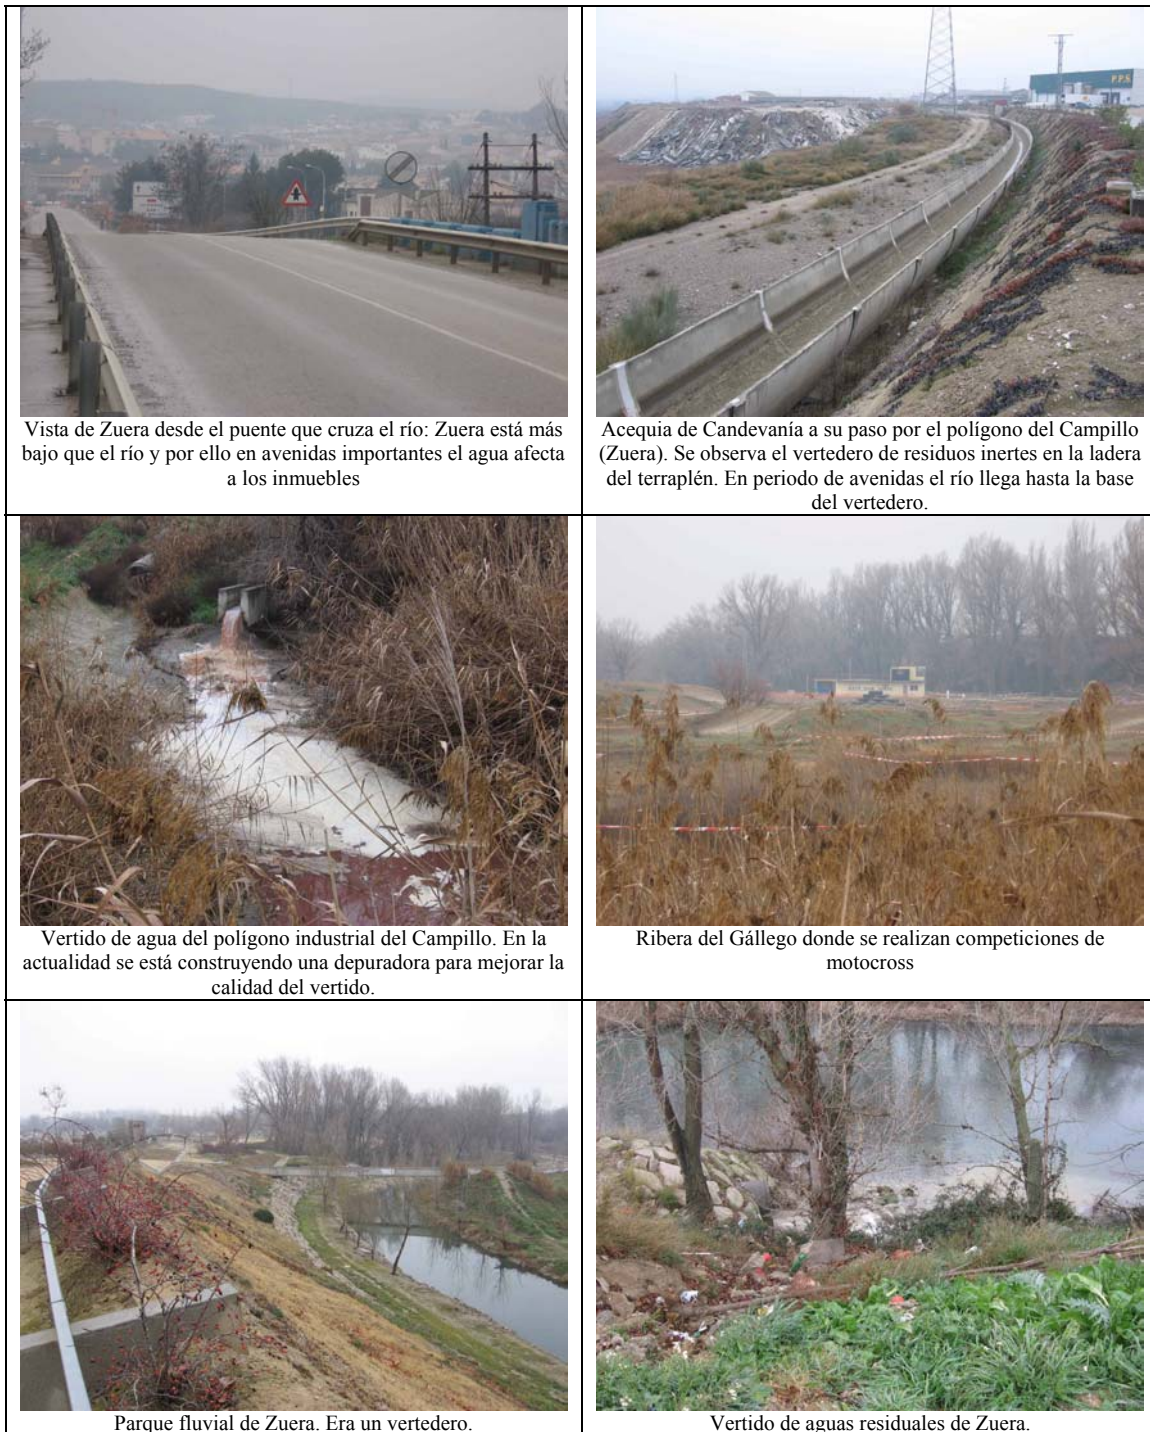 P.P.S.
Vista de Zuera desde el puente que cruza el río: Zuera está más
bajo que el río y por ello en avenidas importantes el agua afecta
a los inmuebles
Acequia de Candevanía a su paso por el polígono del Campillo
(Zuera). Se observa el vertedero de residuos inertes en la ladera
del terraplén. En periodo de avenidas el río llega hasta la base
del vertedero.
Vertido de agua del polígono industrial del Campillo. En la
actualidad se está construyendo una depuradora para mejorar la
calidad del vertido.
Ribera del Gállego donde se realizan competiciones de
motocross
Parque fluvial de Zuera. Era un vertedero.
Vertido de aguas residuales de Zuera.